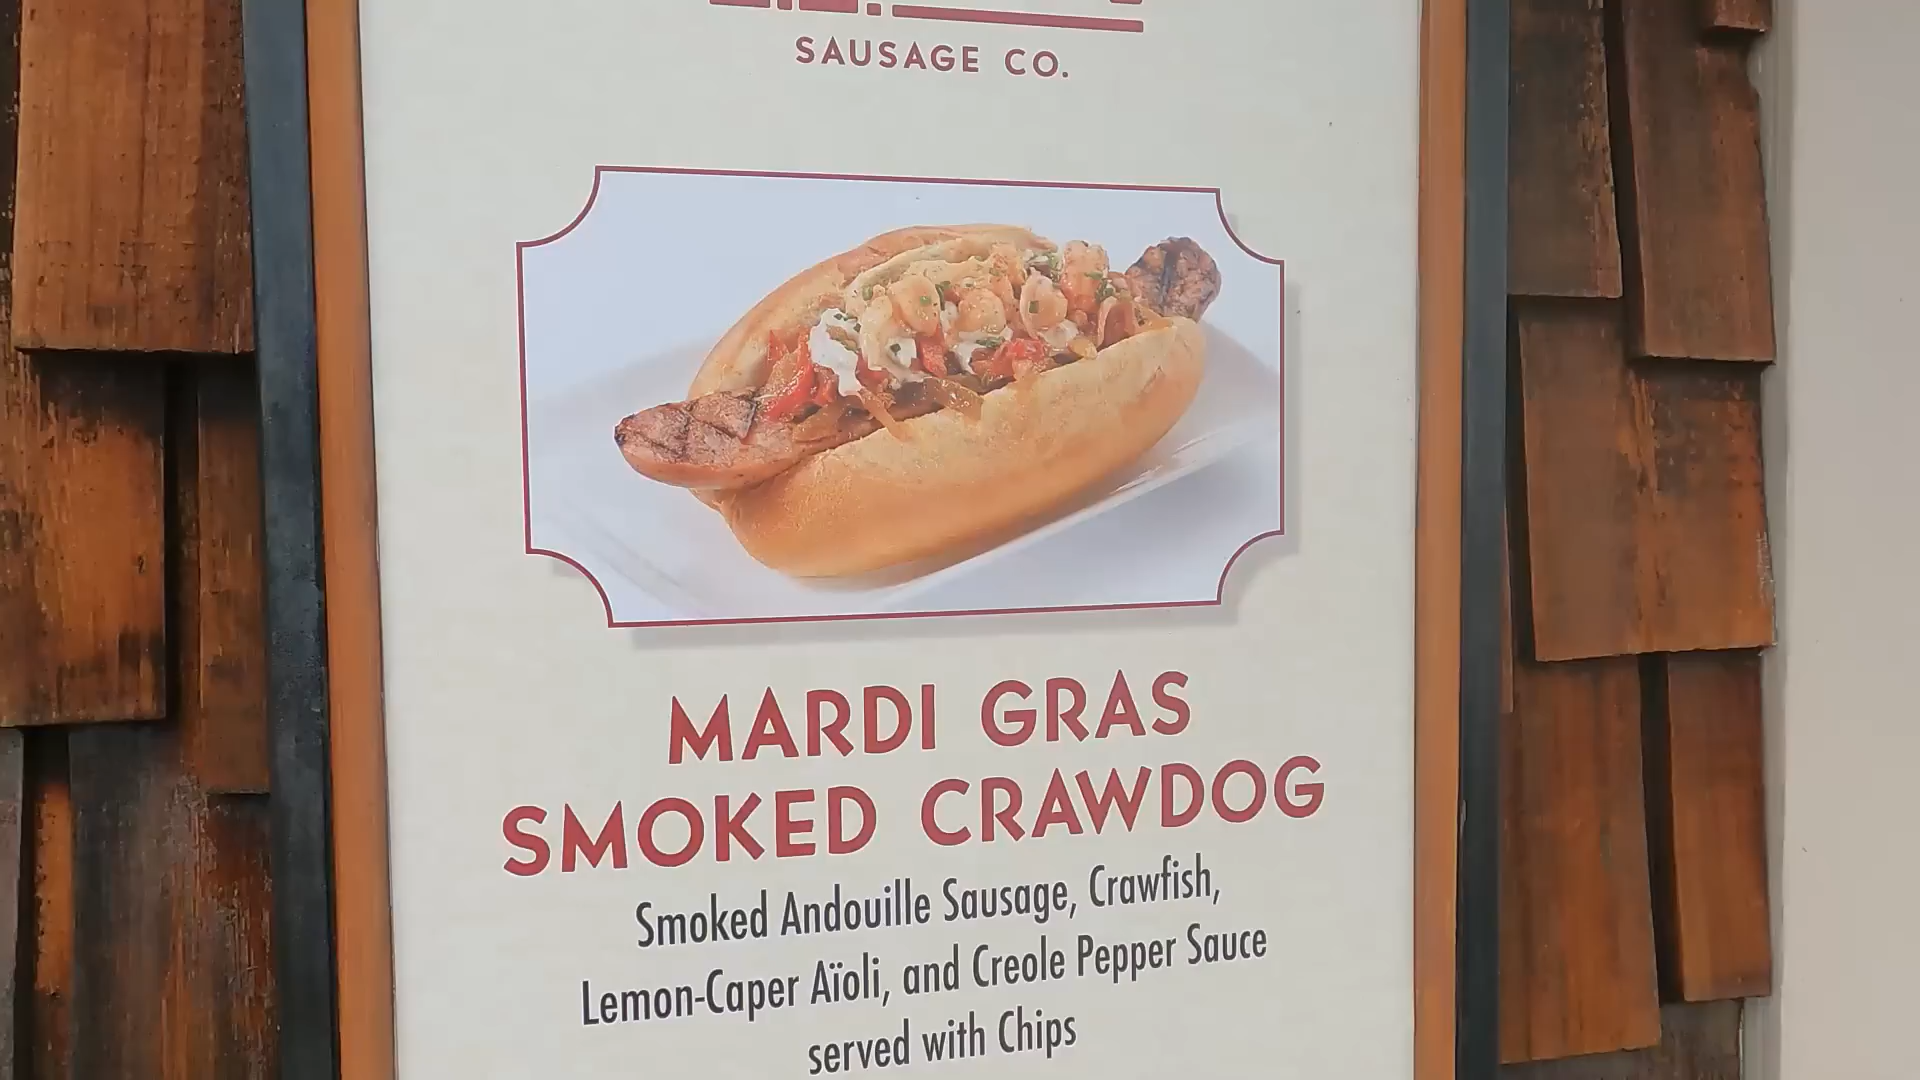 SAUSAGE CO.
MARDI GRAS
SMOKED CRAWDOG
Smoked Andouille Sausage, Crawfish,
Lemon-Caper Aïoli, and Creole Pepper Sauce
served with Chips